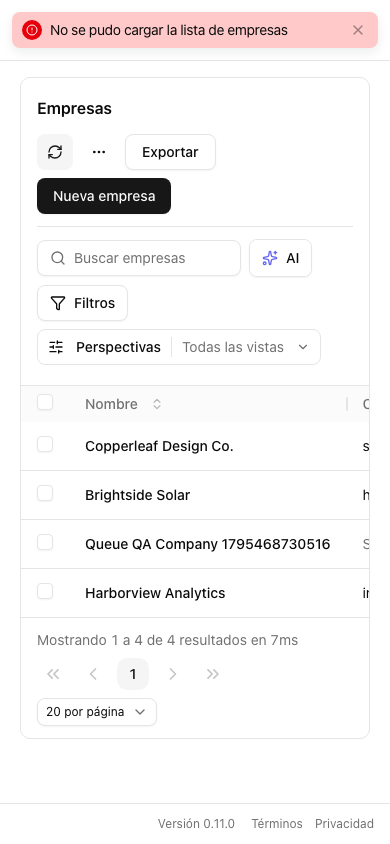 No se pudo cargar la lista de empresas
Empresas
Exportar
Nueva empresa
Buscar empresas
AI
Filtros
Perspectivas Todas las vistas
Nombre
Copperleaf Design Co.
Brightside Solar
Queue QA Company 1795468730516
Harborview Analytics
Mostrando 1 a 4 de 4 resultados en 7ms
1
20 por página
Versión 0.11.0 Términos Privacidad